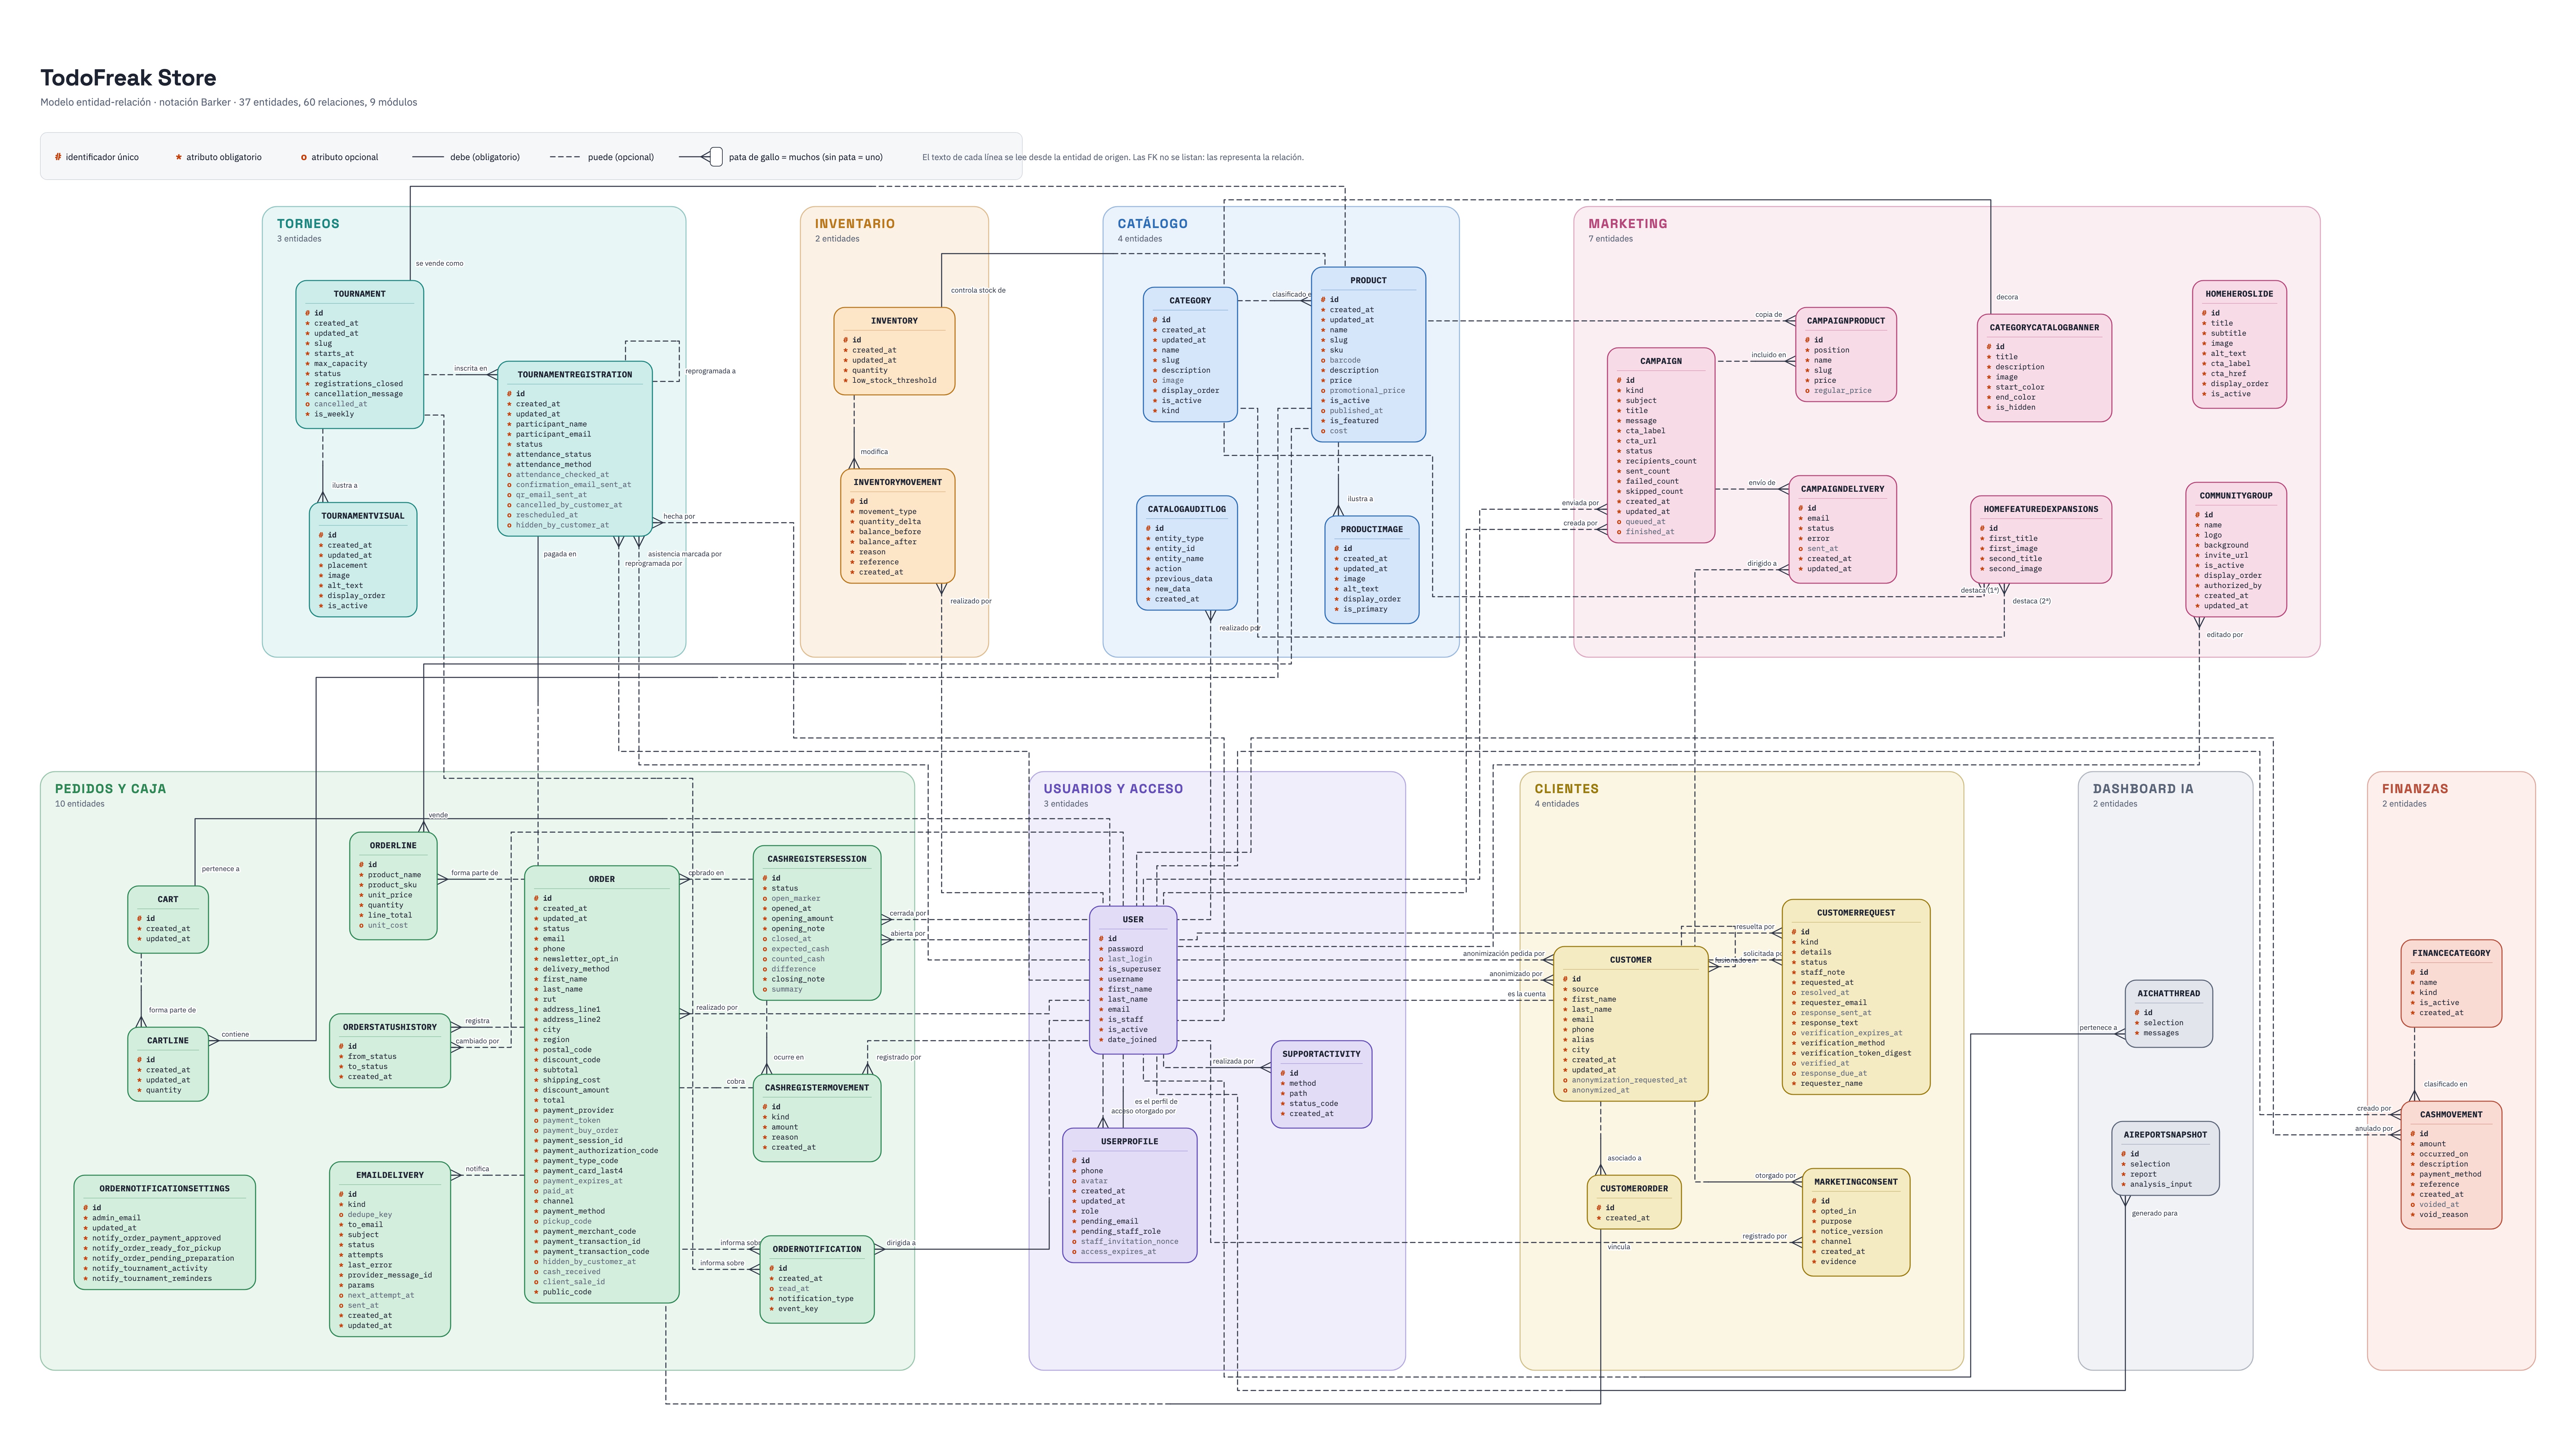 TodoFreak Store
Modelo entidad-relación · notación Barker · 37 entidades, 60 relaciones, 9 módulos
# identificador único
* atributo obligatorio
o atributo opcional
debe (obligatorio)
puede (opcional)
pata de gallo = muchos (sin pata = uno)
El texto de cada línea se lee desde la entidad de origen. Las FK no se listan: las representa la relación.
TORNEOS
3 entidades
se vende como
TOURNAMENT
# id
* created_at
* updated_at
* slug
* starts_at
* max_capacity
* status
* registrations_closed
* cancellation_message
o cancelled_at
* is_weekly
inscrita en
TOURNAMENTREGISTRATION
# id
* created_at
* updated_at
* participant_name
* participant_email
* status
* attendance_status
* attendance_method
o attendance_checked_at
o confirmation_email_sent_at
o qr_email_sent_at
o cancelled_by_customer_at
o rescheduled_at
o hidden_by_customer_at
reprogramada a
hecha por
ilustra a
TOURNAMENTVISUAL
# id
* created_at
* updated_at
* placement
* image
* alt_text
* display_order
* is_active
pagada en
asistencia marcada por
reprogramada por
INVENTARIO
2 entidades
controla stock de
INVENTORY
# id
* created_at
* updated_at
* quantity
* low_stock_threshold
modifica
INVENTORYMOVEMENT
# id
* movement_type
* quantity_delta
* balance_before
* balance_after
* reason
* reference
* created_at
realizado por
CATÁLOGO
4 entidades
CATEGORY
# id
* created_at
* updated_at
* name
* slug
* description
o image
* display_order
* is_active
* kind
clasificado e
PRODUCT
# id
* created_at
* updated_at
* name
* slug
* sku
o barcode
* description
* price
o promotional_price
* is_active
o published_at
* is_featured
o cost
CATALOGAUDITLOG
# id
* entity_type
* entity_id
* entity_name
* action
* previous_data
* new_data
* created_at
realizado por
ilustra a
PRODUCTIMAGE
# id
* created_at
* updated_at
* image
* alt_text
* display_order
* is_primary
MARKETING
7 entidades
CAMPAIGN
# id
* kind
* subject
* title
* message
* cta_label
* cta_url
* status
* recipients_count
* sent_count
* failed_count
* skipped_count
* created_at
* updated_at
o queued_at
o finished_at
enviada por
creada por
copia de
incluido en
CAMPAIGNPRODUCT
# id
* position
* name
* slug
* price
o regular_price
envío de
CAMPAIGNDELIVERY
# id
* email
* status
* error
o sent_at
* created_at
* updated_at
dirigido a
decora
CATEGORYCATALOGBANNER
# id
* title
* description
* image
* start_color
* end_color
* is_hidden
HOMEFEATUREDEXPANSIONS
# id
* first_title
* first_image
* second_title
* second_image
destaca (1ª)
destaca (2ª)
HOMEHEROSLIDE
# id
* title
* subtitle
* image
* alt_text
* cta_label
* cta_href
* display_order
* is_active
COMMUNITYGROUP
# id
* name
* logo
* background
* invite_url
* is_active
* display_order
* authorized_by
* created_at
* updated_at
editado por
PEDIDOS Y CAJA
10 entidades
pertenece a
CART
# id
* created_at
* updated_at
forma parte de
CARTLINE
# id
* created_at
* updated_at
* quantity
contiene
ORDERNOTIFICATIONSETTINGS
# id
* admin_email
* updated_at
* notify_order_payment_approved
* notify_order_ready_for_pickup
* notify_order_pending_preparation
* notify_tournament_activity
* notify_tournament_reminders
vende
ORDERLINE
# id
* product_name
* product_sku
* unit_price
* quantity
* line_total
o unit_cost
forma parte de
ORDERSTATUSHISTORY
# id
* from_status
* to_status
* created_at
registra
cambiado por
EMAILDELIVERY
# id
* kind
o dedupe_key
* to_email
* subject
* status
* attempts
* last_error
* provider_message_id
* params
o next_attempt_at
o sent_at
* created_at
* updated_at
notifica
ORDER
# id
* created_at
* updated_at
* status
* email
* phone
* newsletter_opt_in
* delivery_method
* first_name
* last_name
* rut
* address_line1
* address_line2
* city
* region
* postal_code
* discount_code
* subtotal
* shipping_cost
* discount_amount
* total
* payment_provider
o payment_token
o payment_buy_order
* payment_session_id
* payment_authorization_code
* payment_type_code
* payment_card_last4
o payment_expires_at
o paid_at
* channel
* payment_method
o pickup_code
* payment_merchant_code
* payment_transaction_id
* payment_transaction_code
o hidden_by_customer_at
o cash_received
o client_sale_id
* public_code
cobrado en
realizado por
cobra
informa sobre
informa sobre
CASHREGISTERSESSION
# id
* status
o open_marker
* opened_at
* opening_amount
* opening_note
o closed_at
o expected_cash
o counted_cash
o difference
* closing_note
o summary
cerrada por
abierta por
ocurre en
registrado por
CASHREGISTERMOVEMENT
# id
* kind
* amount
* reason
* created_at
ORDERNOTIFICATION
# id
* created_at
o read_at
* notification_type
* event_key
dirigida a
USUARIOS Y ACCESO
3 entidades
USER
# id
* password
o last_login
* is_superuser
* username
* first_name
* last_name
* email
* is_staff
* is_active
* date_joined
es el perfil de
acceso otorgado por
USERPROFILE
# id
* phone
o avatar
* created_at
* updated_at
* role
* pending_email
* pending_staff_role
o staff_invitation_nonce
o access_expires_at
realizada por
SUPPORTACTIVITY
# id
* method
* path
* status_code
* created_at
CLIENTES
4 entidades
anonimización pedida por
anonimizado por
es la cuenta
CUSTOMER
# id
* source
* first_name
* last_name
* email
* phone
* alias
* city
* created_at
* updated_at
o anonymization_requested_at
o anonymized_at
resuelta por
solicitada po
fusionado en
CUSTOMERREQUEST
# id
* kind
* details
* status
* staff_note
* requested_at
o resolved_at
* requester_email
o response_sent_at
* response_text
o verification_expires_at
* verification_method
* verification_token_digest
o verified_at
o response_due_at
* requester_name
asociado a
CUSTOMERORDER
# id
* created_at
vincula
otorgado por
registrado por
MARKETINGCONSENT
# id
* opted_in
* purpose
* notice_version
* channel
* created_at
* evidence
DASHBOARD IA
2 entidades
pertenece a
AICHATTHREAD
# id
* selection
* messages
AIREPORTSNAPSHOT
# id
* selection
* report
* analysis_input
generado para
FINANZAS
2 entidades
FINANCECATEGORY
# id
* name
* kind
* is_active
* created_at
clasificado en
creado por
anulado por
CASHMOVEMENT
# id
* amount
* occurred_on
* description
* payment_method
* reference
* created_at
o voided_at
* void_reason